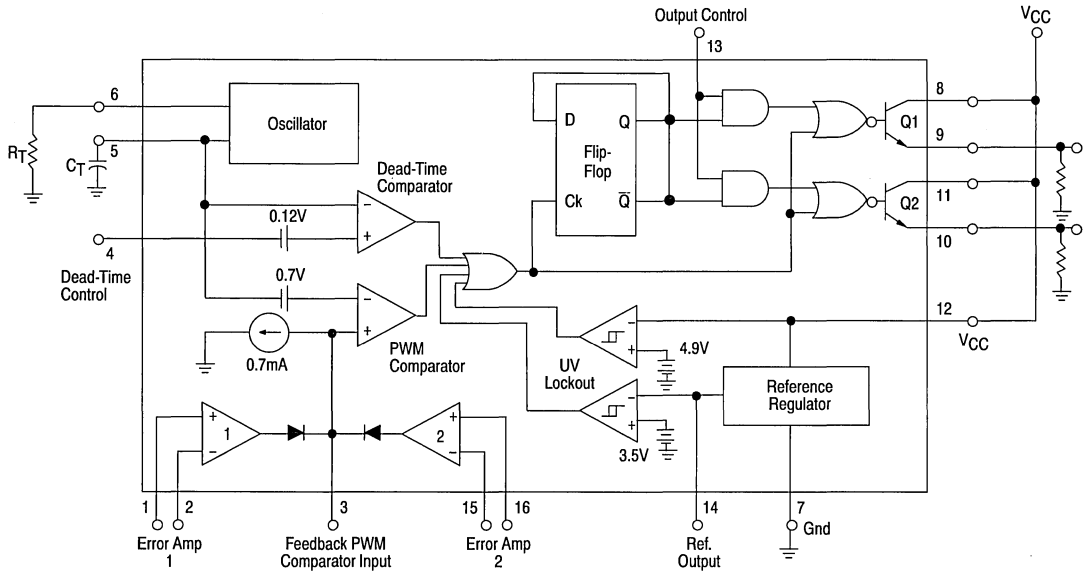 Output Control
13
VCC
6
Oscillator
5
RT
CT
D
Q
Flip-
Flop
Ck
Q̅
8
Q1
9
11
Q2
10
Dead-Time
Comparator
−
+
0.12V
4
Dead-Time
Control
0.7V
−
+
PWM
Comparator
0.7mA
12
VCC
−
+
4.9V
UV
Lockout
−
+
3.5V
Reference
Regulator
+
−
1
+
−
2
1
2
3
15
16
14
7
Error Amp
1
Feedback PWM
Comparator Input
Error Amp
2
Ref.
Output
Gnd